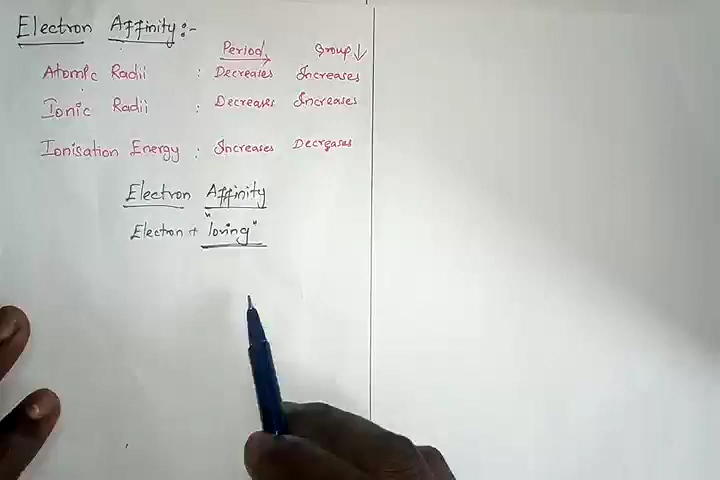 Electron Affinity:-
Period Group ↓
Atomic Radii : Decreases Increases
Ionic Radii : Decreases Increases
Ionisation Energy : Increases Decreases
Electron Affinity
Electron + "loving"